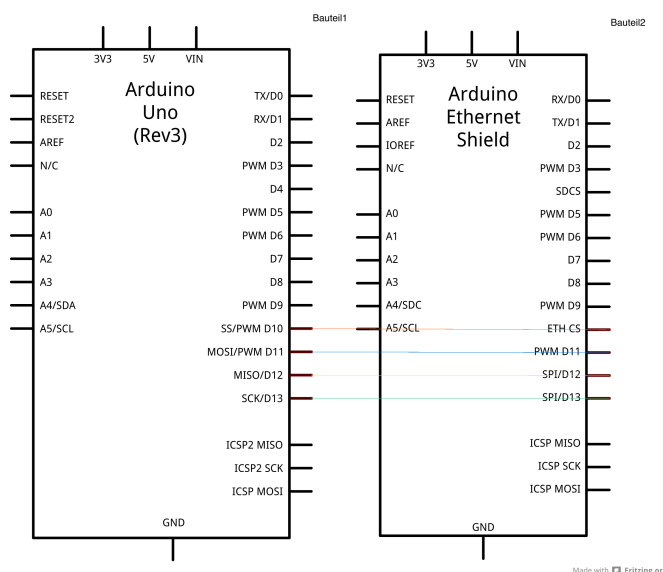 Bauteil1
3V3
5V
VIN
Arduino
Uno
(Rev3)
RESET
RESET2
AREF
N/C
A0
A1
A2
A3
A4/SDA
A5/SCL
TX/D0
RX/D1
D2
PWM D3
D4
PWM D5
PWM D6
D7
D8
PWM D9
SS/PWM D10
MOSI/PWM D11
MISO/D12
SCK/D13
ICSP2 MISO
ICSP2 SCK
ICSP MOSI
GND
Bauteil2
3V3
5V
VIN
Arduino
Ethernet
Shield
RESET
AREF
IOREF
N/C
A0
A1
A2
A3
A4/SDC
A5/SCL
RX/D0
TX/D1
D2
PWM D3
SDCS
PWM D5
PWM D6
D7
D8
PWM D9
ETH CS
PWM D11
SPI/D12
SPI/D13
ICSP MISO
ICSP SCK
ICSP MOSI
GND
Made with Fritzing.or